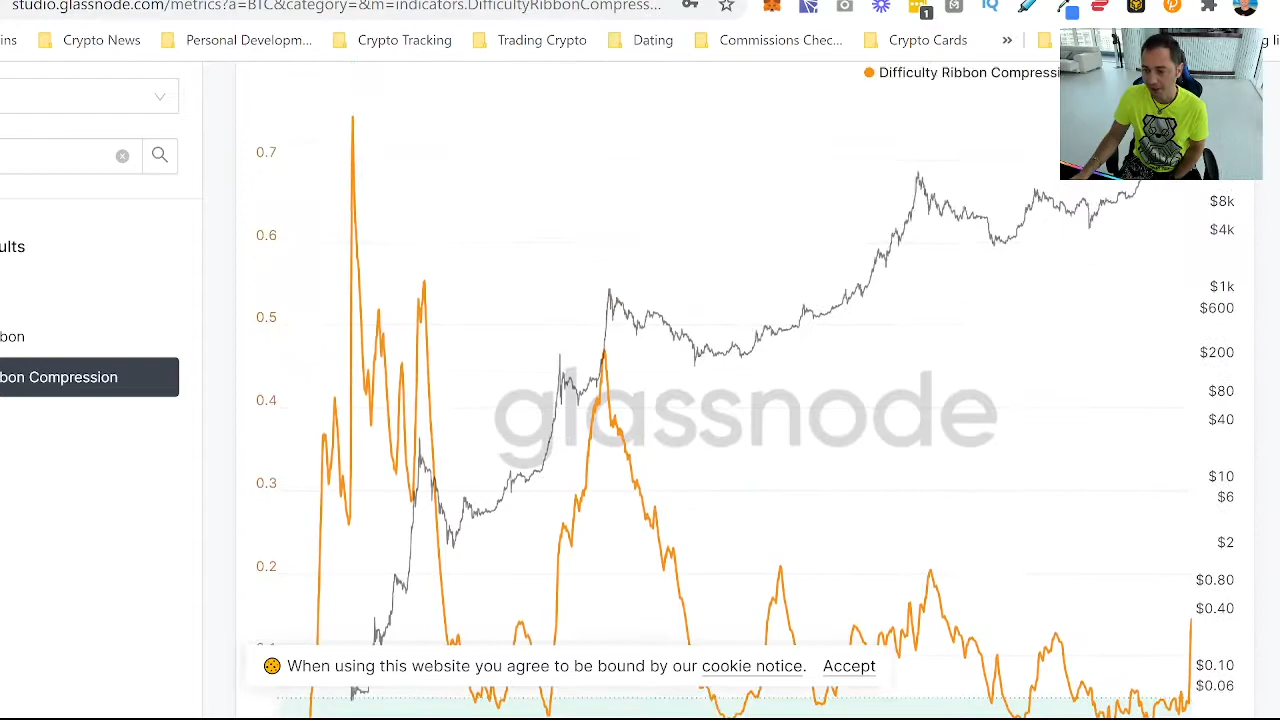 studio.glassnode.com/metrics?a=BTC&category=&m=indicators.DifficultyRibbonCompress...
1
IQ
ins
Crypto News
Personal Developm...
Crypto Tracking
Trading Crypto
Dating
Commissions Chec...
Crypto Cards
»
Difficulty Ribbon Compressi
0.7
0.6
0.5
0.4
0.3
0.2
$8k
$4k
$1k
$600
$200
$80
$40
$10
$6
$2
$0.80
$0.40
$0.10
$0.06
ults
bon
bon Compression
glassnode
When using this website you agree to be bound by our cookie notice. Accept